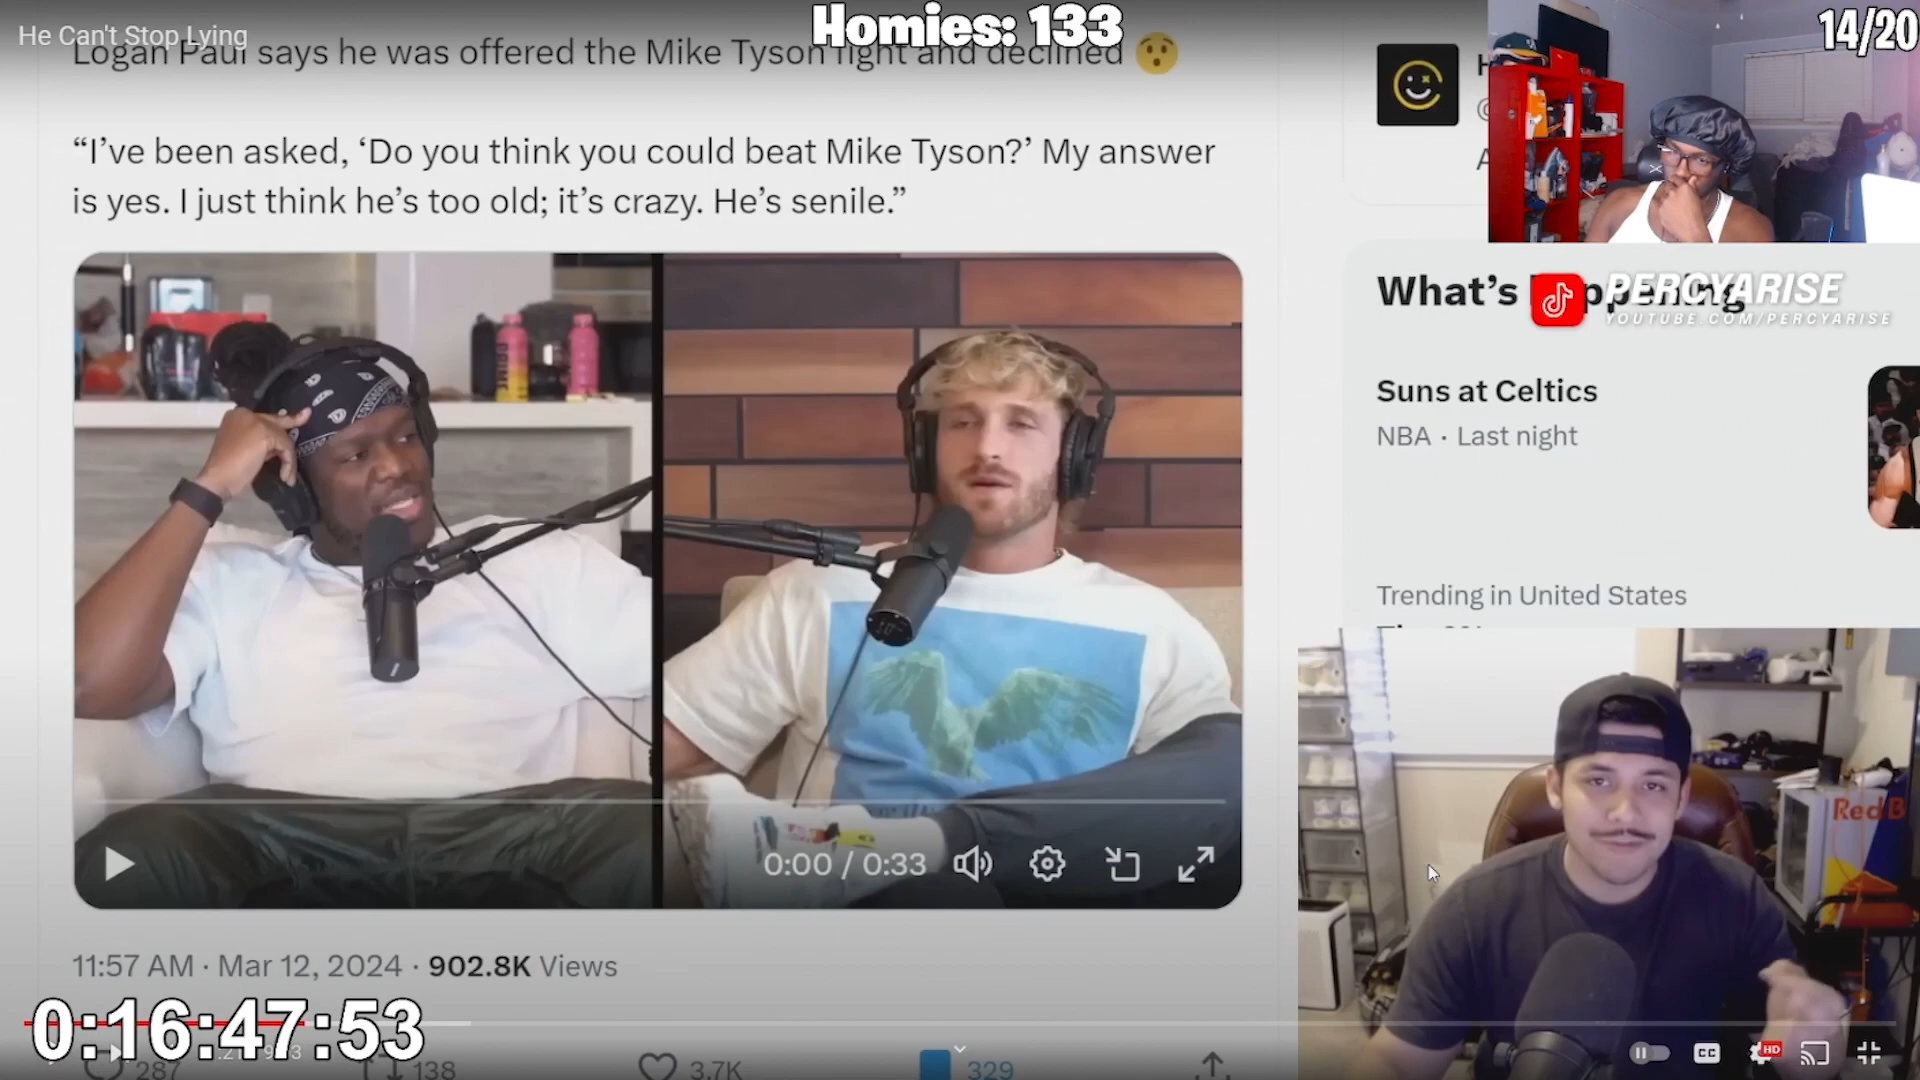 He Can't Stop Lying
Homies: 133
14/20
Logan Paul says he was offered the Mike Tyson fight and declined
“I’ve been asked, ‘Do you think you could beat Mike Tyson?’ My answer
is yes. I just think he’s too old; it’s crazy. He’s senile.”
What’s
PERCYARISE
YOUTUBE.COM/PERCYARISE
Suns at Celtics
NBA · Last night
Trending in United States
0:00 / 0:33
11:57 AM · Mar 12, 2024 · 902.8K Views
0:16:47:53
287
138
3.7K
329
Red B
CC
HD